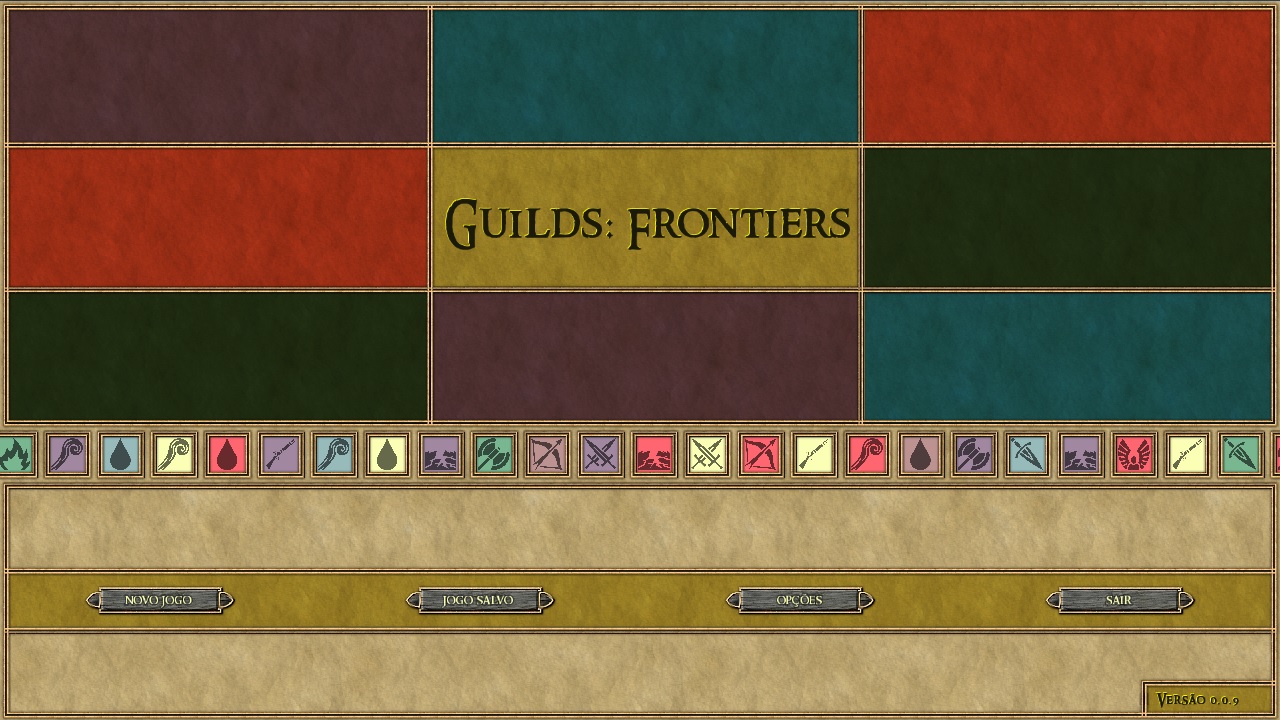 Guilds: Frontiers
NOVO JOGO
JOGO SALVO
OPÇÕES
SAIR
Versão 0.0.9